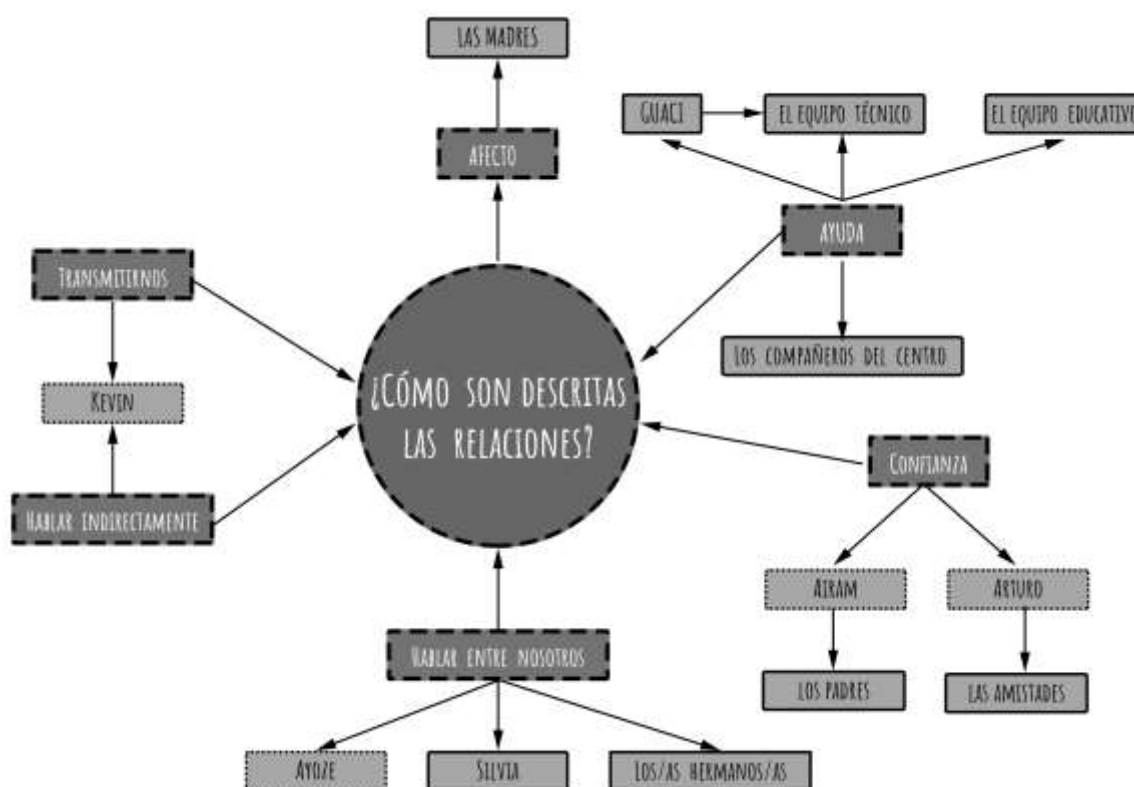 LAS MADRES
GUACI
EL EQUIPO TÉCNICO
EL EQUIPO EDUCATIVO
AFECTO
AYUDA
TRANSMITIRNOS
LOS COMPAÑEROS DEL CENTRO
KEVIN
¿CÓMO SON DESCRITAS
LAS RELACIONES?
CONFIANZA
HABLAR INDIRECTAMENTE
AIRAM
ARTURO
HABLAR ENTRE NOSOTROS
LOS PADRES
LAS AMISTADES
AYOZE
SILVIA
LOS/AS HERMANOS/AS